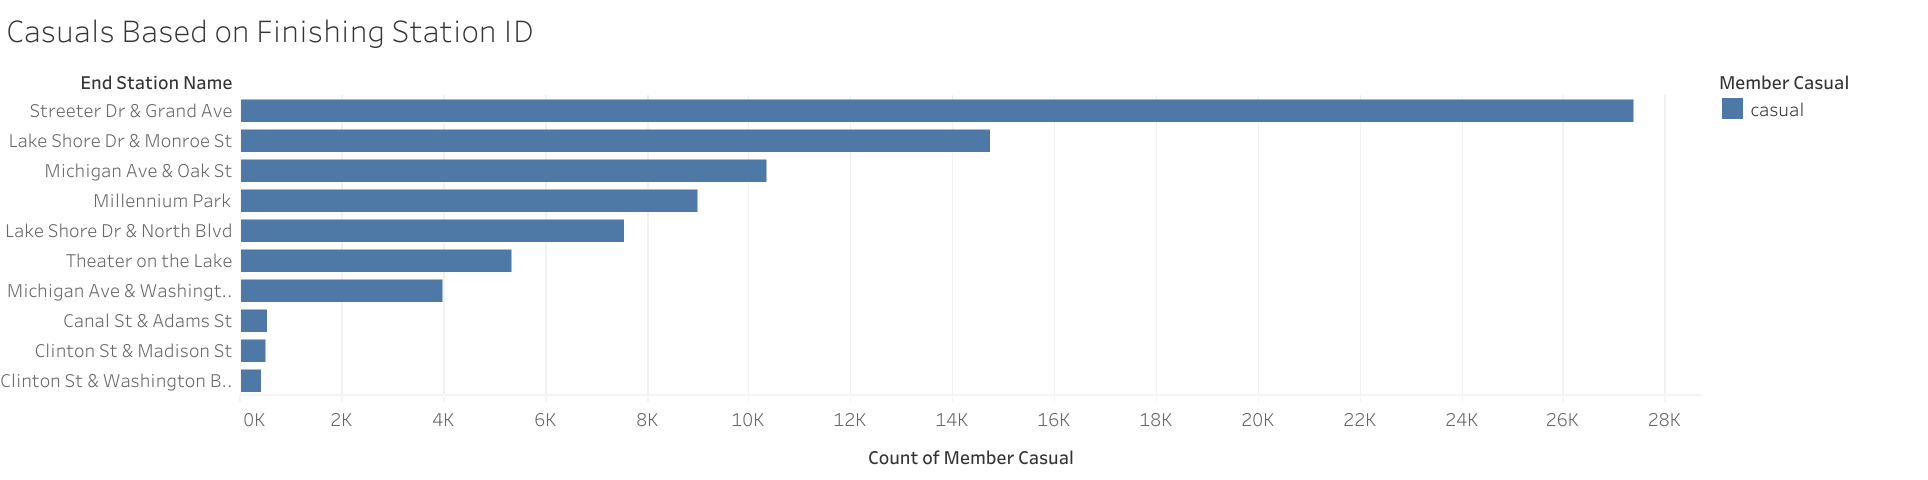 Casuals Based on Finishing Station ID
End Station Name
Member Casual
Streeter Dr & Grand Ave
casual
Lake Shore Dr & Monroe St
Michigan Ave & Oak St
Millennium Park
Lake Shore Dr & North Blvd
Theater on the Lake
Michigan Ave & Washingt..
Canal St & Adams St
Clinton St & Madison St
Clinton St & Washington B..
0K 2K 4K 6K 8K 10K 12K 14K 16K 18K 20K 22K 24K 26K 28K
Count of Member Casual